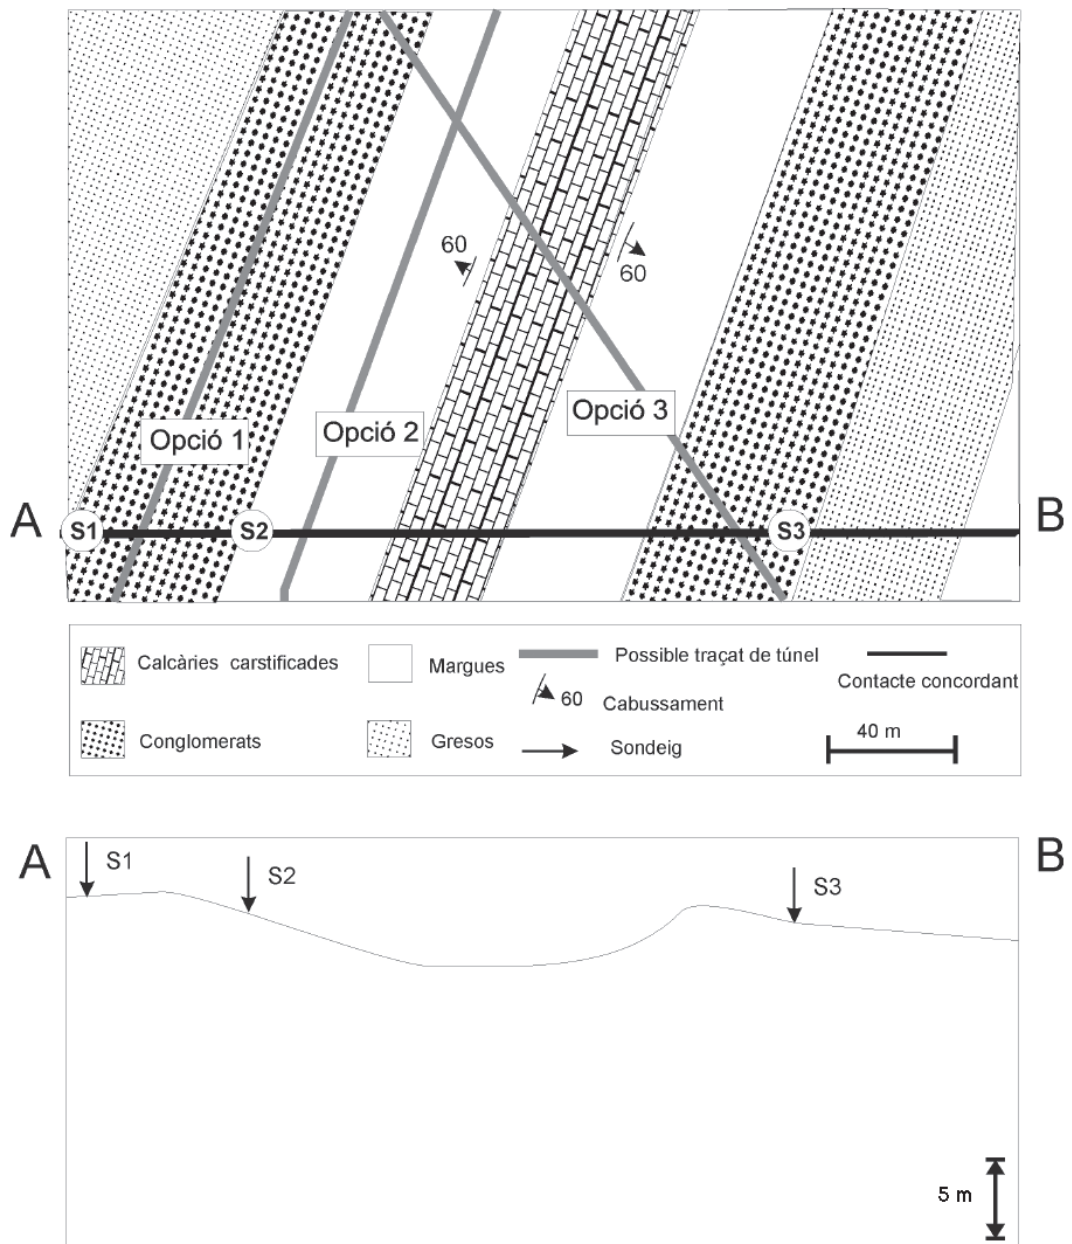 60
60
Opció 1
Opció 2
Opció 3
A
S1
S2
S3
B
Calcàries carstificades
Margues
Possible traçat de túnel
Contacte concordant
60 Cabussament
Conglomerats
Gresos
Sondeig
40 m
A
S1
S2
S3
B
5 m